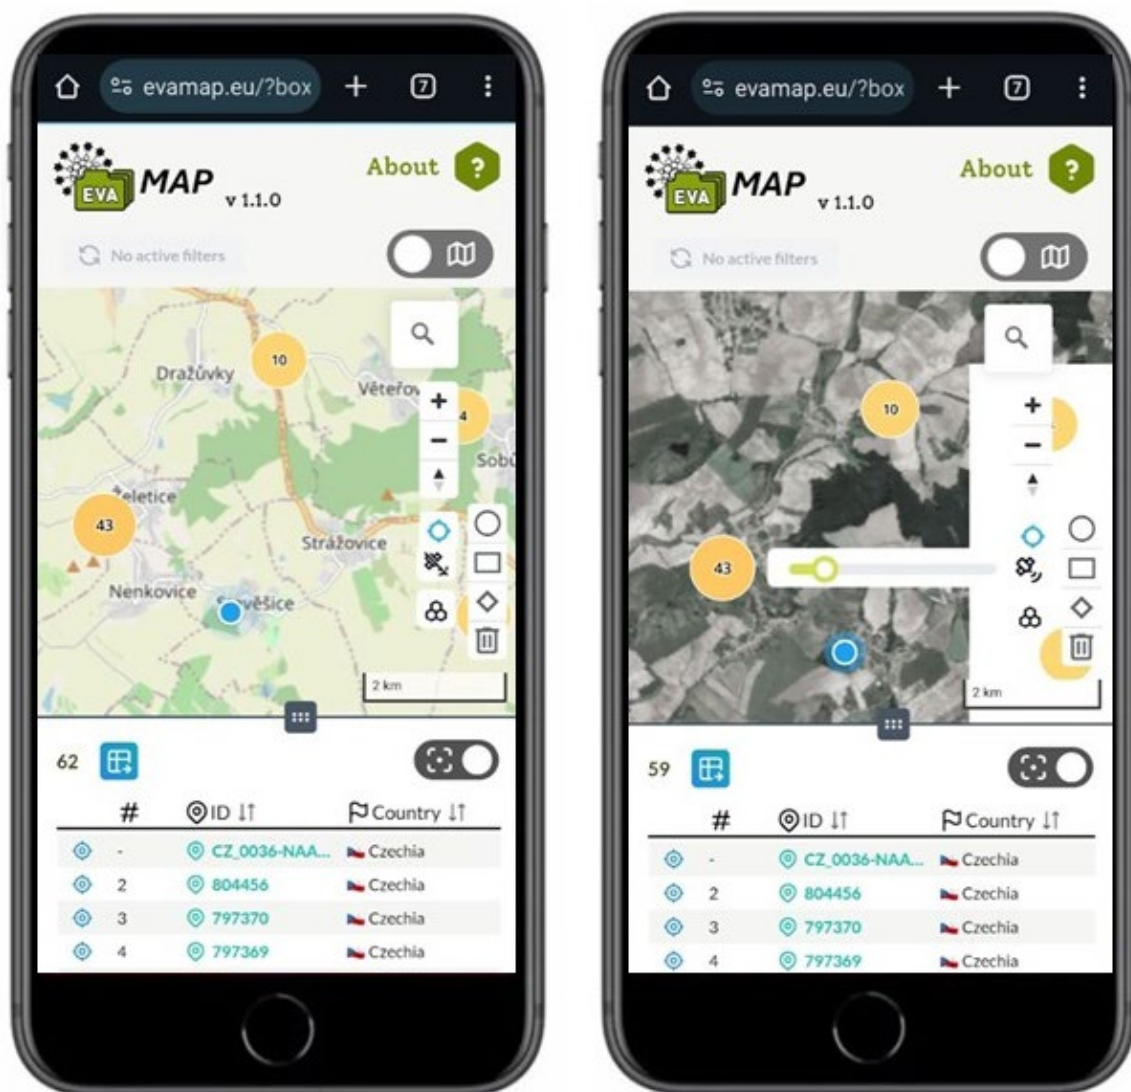 evamap.eu/?box
7
EVA MAP
v 1.1.0
About
?
No active filters
10
Dražůvky
Věteřov
4
Sobů
Želetice
43
Strážovice
Nenkovice
2 km
62
# ID Country
- CZ_0036-NAA... Czechia
2 804456 Czechia
3 797370 Czechia
4 797369 Czechia
evamap.eu/?box
7
EVA MAP
v 1.1.0
About
?
No active filters
10
43
2 km
59
# ID Country
- CZ_0036-NAA... Czechia
2 804456 Czechia
3 797370 Czechia
4 797369 Czechia